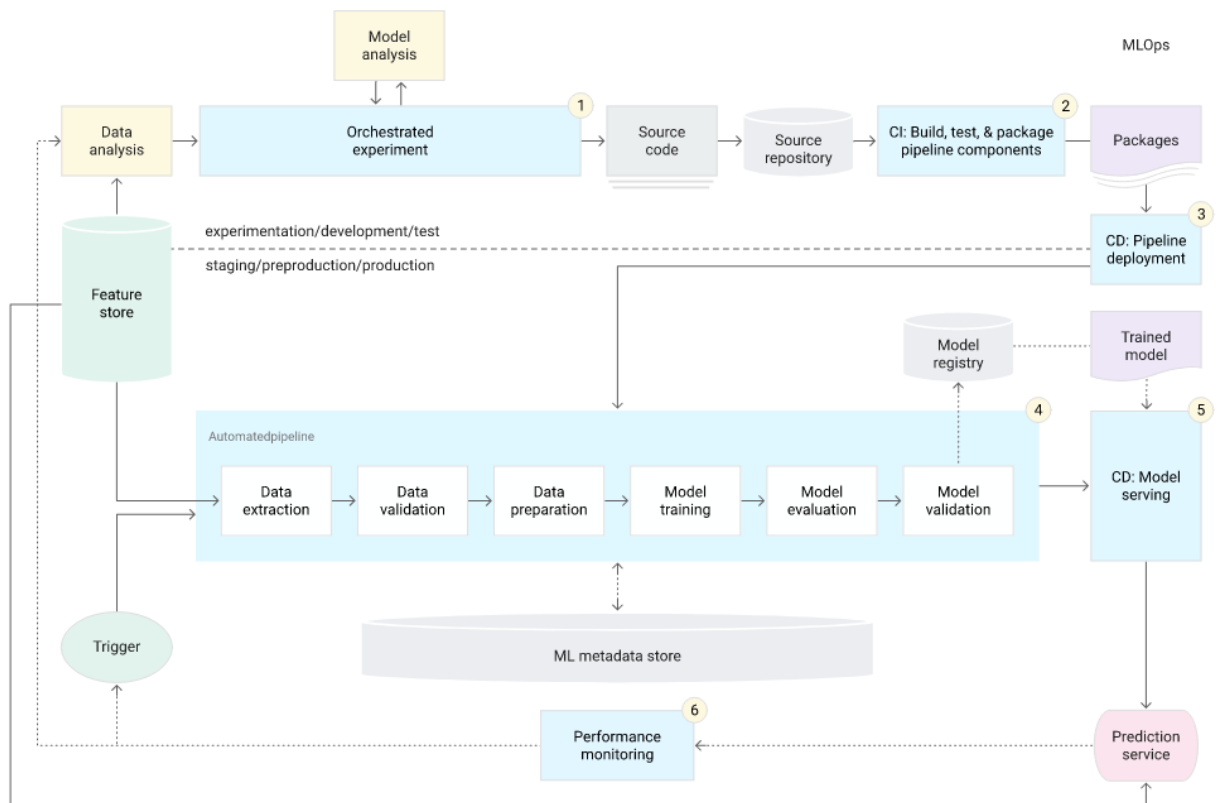 Model
analysis
MLOps
1
2
Data
analysis
Orchestrated
experiment
Source
code
Source
repository
CI: Build, test, & package
pipeline components
Packages
3
experimentation/development/test
staging/preproduction/production
CD: Pipeline
deployment
Feature
store
Model
registry
Trained
model
4
5
Automatedpipeline
Data
extraction
Data
validation
Data
preparation
Model
training
Model
evaluation
Model
validation
CD: Model
serving
Trigger
ML metadata store
6
Performance
monitoring
Prediction
service